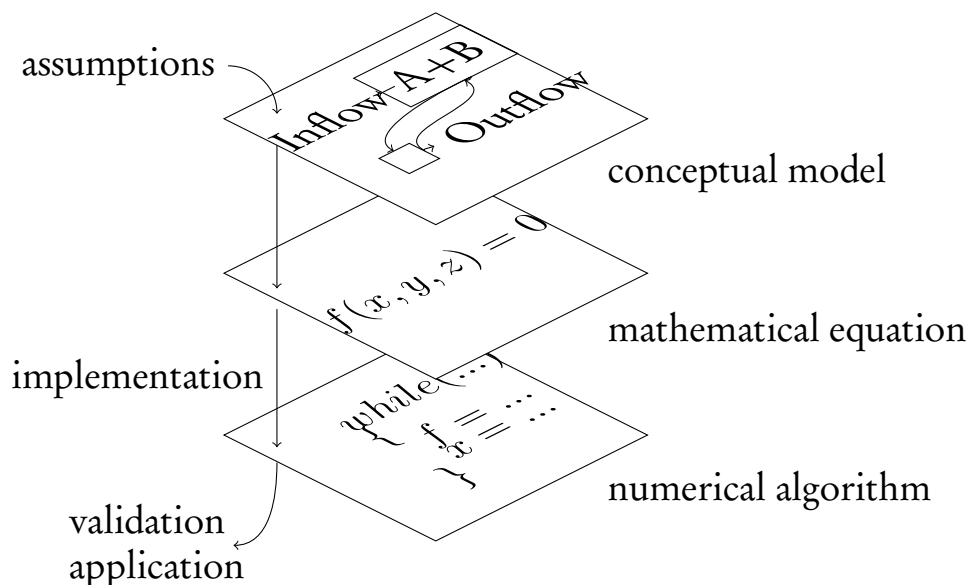 assumptions
A+B
Inflow
Outflow
conceptual model
f(x, y, z) = 0
mathematical equation
implementation
while (...)
{ f = ...
x = ...
}
numerical algorithm
validation
application